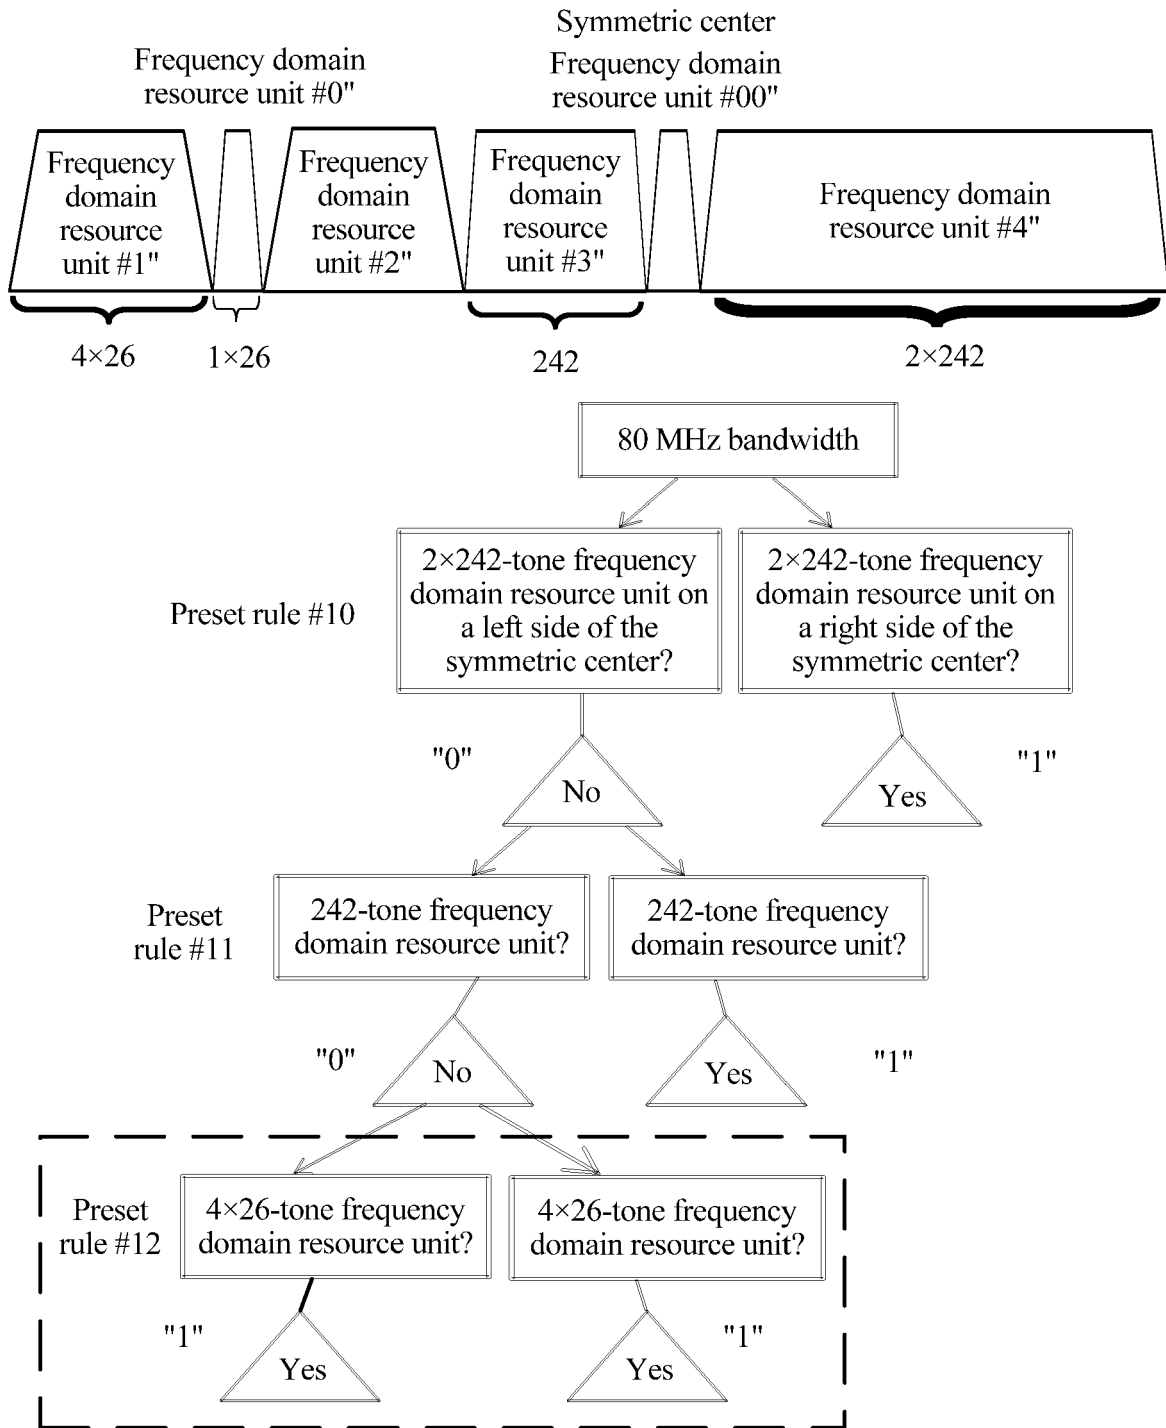 Symmetric center
Frequency domain
resource unit #0"
Frequency domain
resource unit #00"
Frequency
domain
resource
unit #1"
Frequency
domain
resource
unit #2"
Frequency
domain
resource
unit #3"
Frequency domain
resource unit #4"
4×26
1×26
242
2×242
80 MHz bandwidth
Preset rule #10
2×242-tone frequency
domain resource unit on
a left side of the
symmetric center?
2×242-tone frequency
domain resource unit on
a right side of the
symmetric center?
"0"
No
Yes
"1"
Preset
rule #11
242-tone frequency
domain resource unit?
242-tone frequency
domain resource unit?
"0"
No
Yes
"1"
Preset
rule #12
4×26-tone frequency
domain resource unit?
4×26-tone frequency
domain resource unit?
"1"
Yes
Yes
"1"